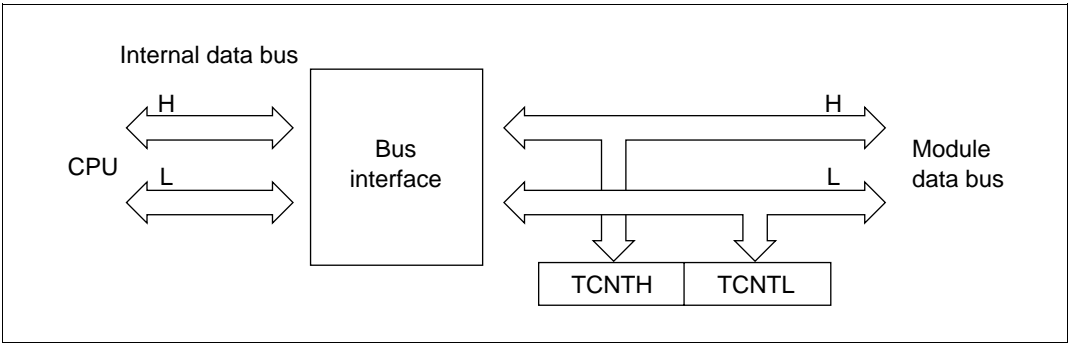 Internal data bus
H
H
CPU
Bus
interface
Module
data bus
L
L
TCNTH
TCNTL